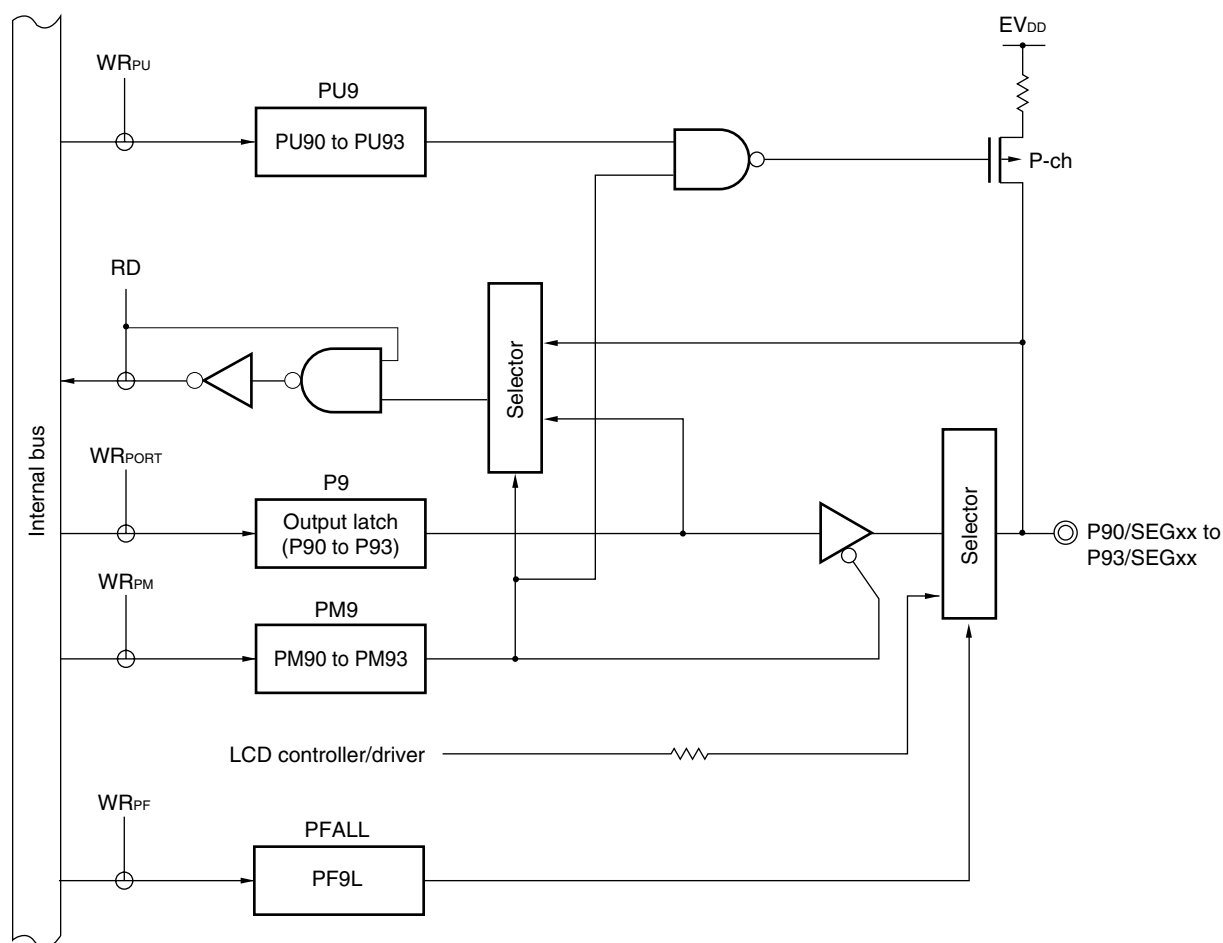 EVDD
WRPU
PU9
PU90 to PU93
P-ch
RD
Selector
Internal bus
WRPORT
P9
Output latch
(P90 to P93)
Selector
P90/SEGxx to
P93/SEGxx
WRPM
PM9
PM90 to PM93
LCD controller/driver
WRPF
PFALL
PF9L